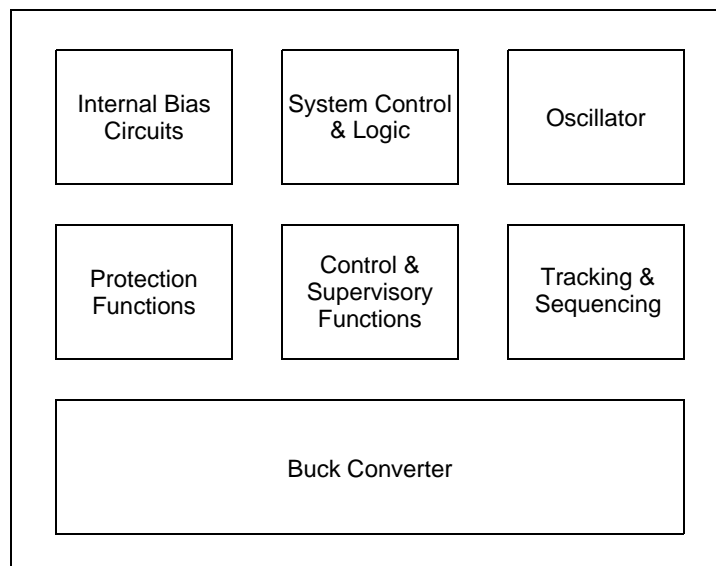 Internal Bias
Circuits
System Control
& Logic
Oscillator
Protection
Functions
Control &
Supervisory
Functions
Tracking &
Sequencing
Buck Converter